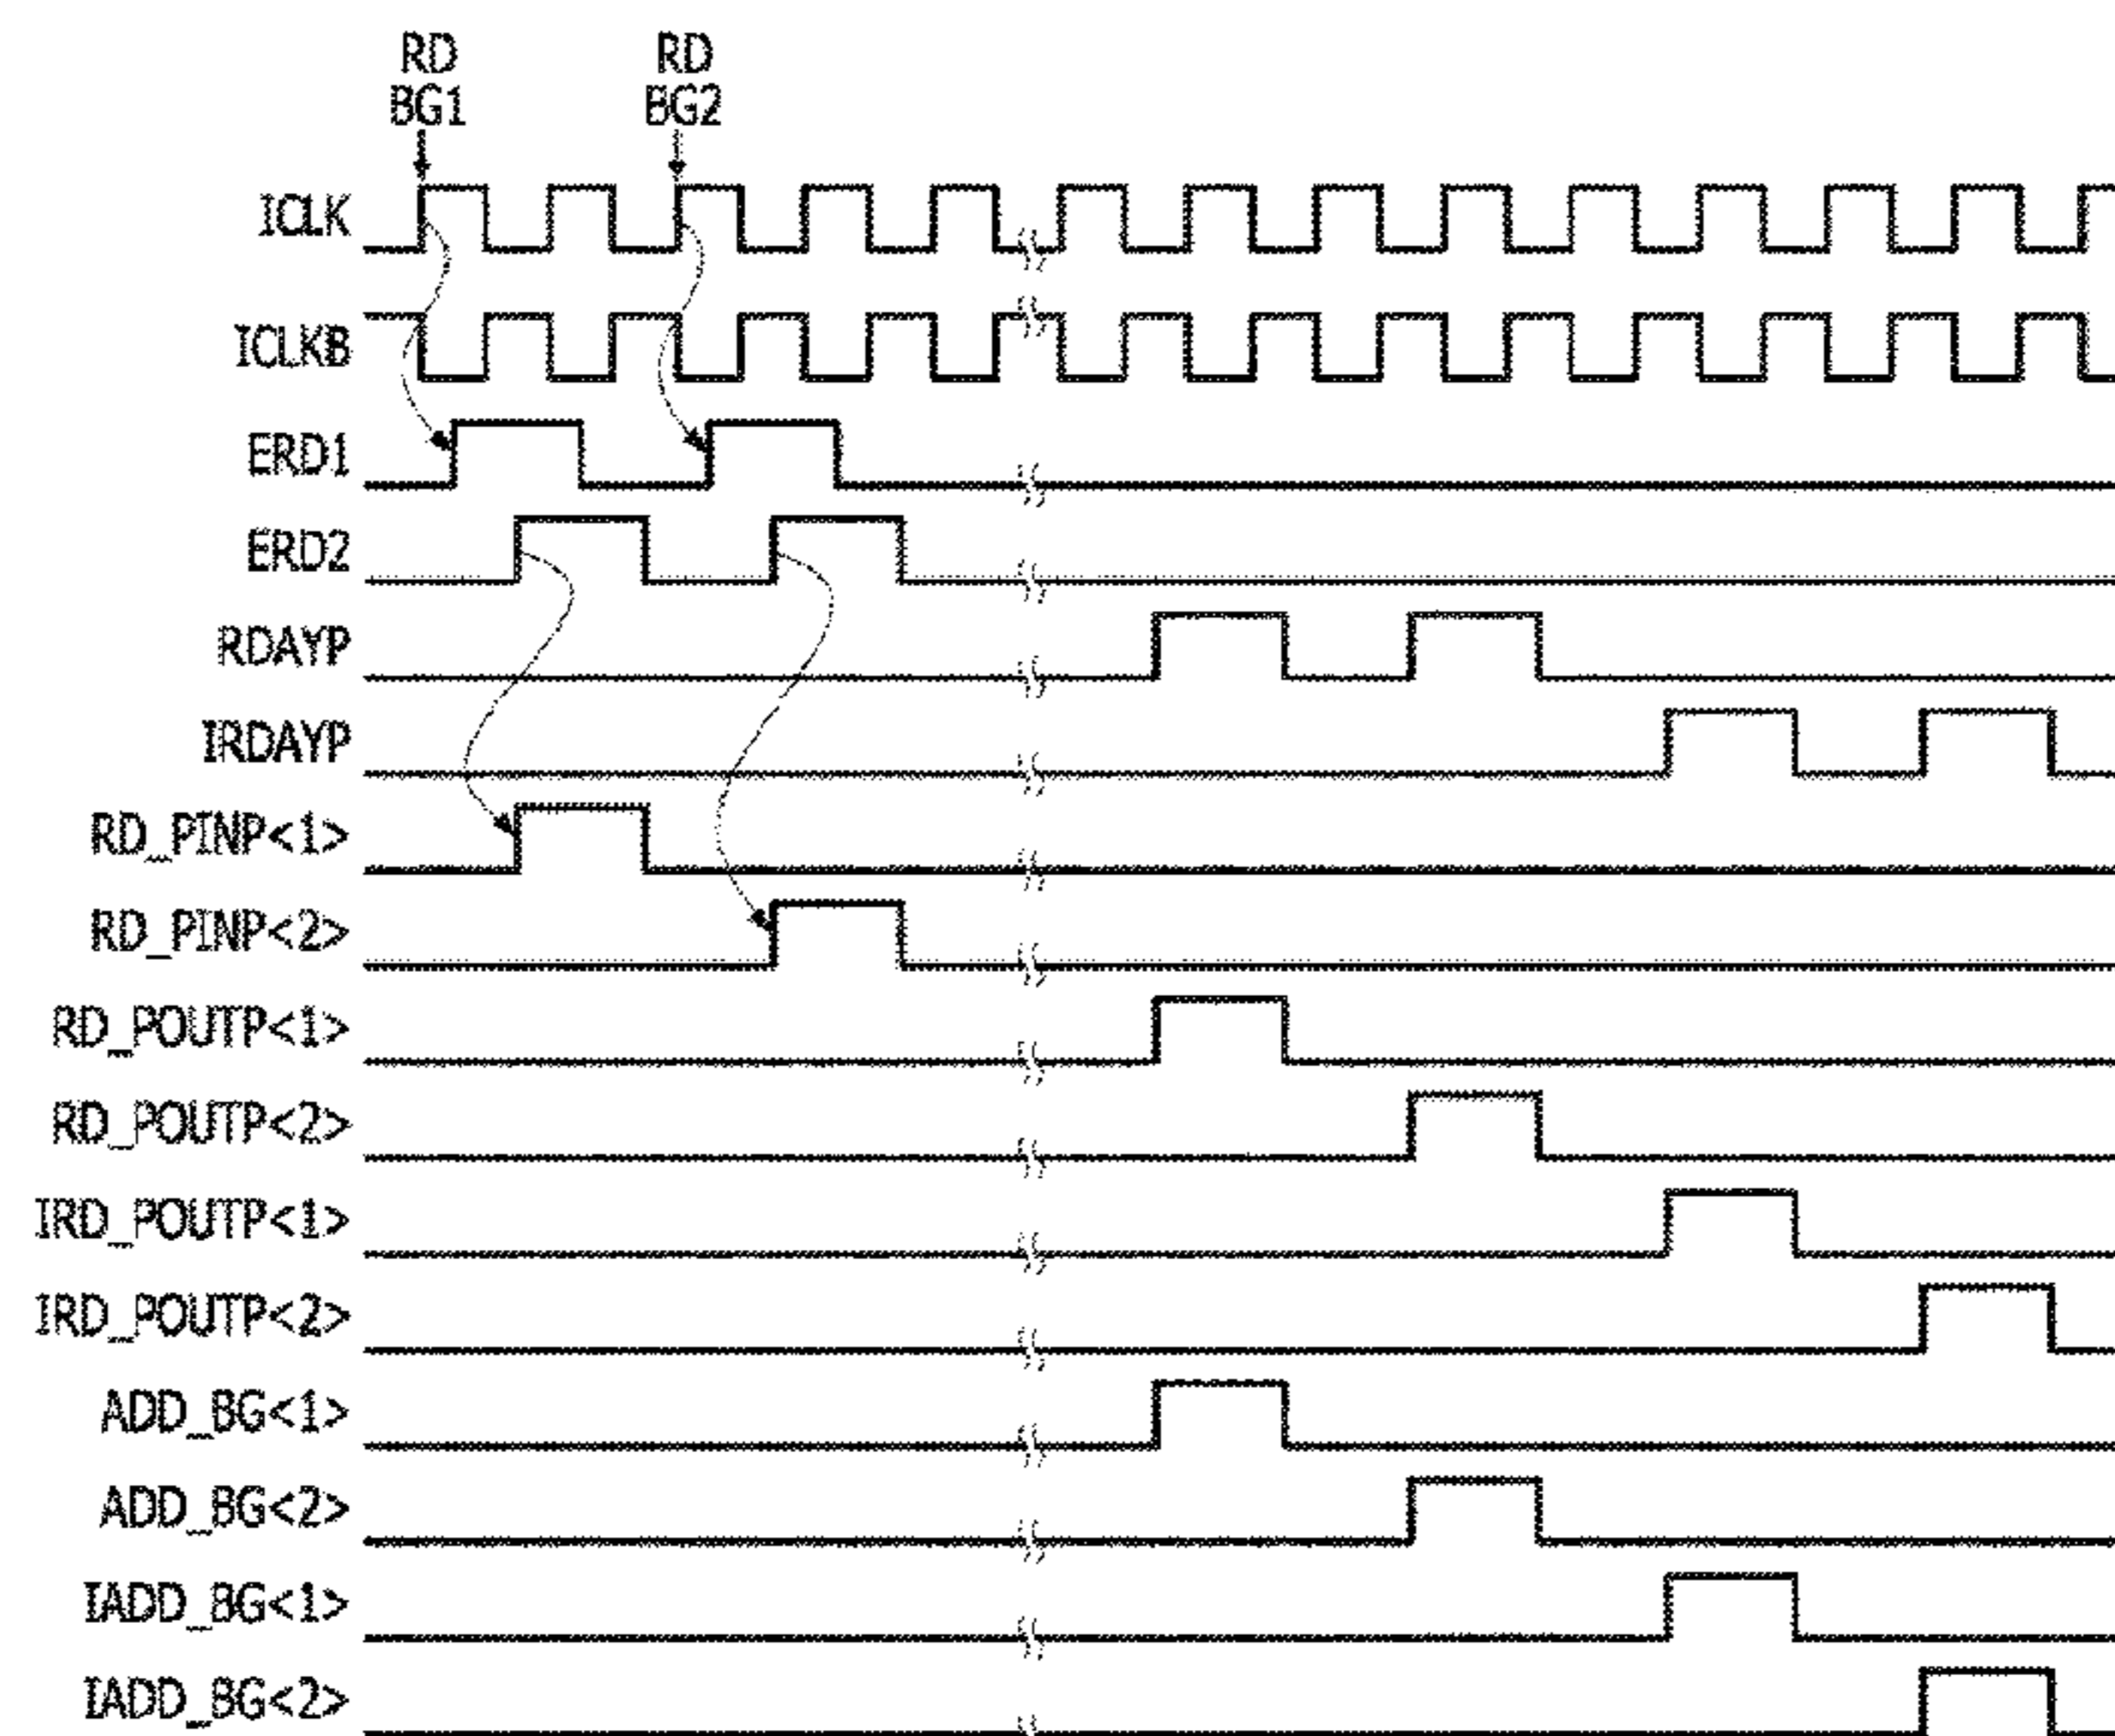 RD RD
BG1 BG2
ICLK
ICLKB
ERD1
ERD2
RDAYP
IRDAYP
RD_PINP<1>
RD_PINP<2>
RD_POUTP<1>
RD_POUTP<2>
IRD_POUTP<1>
IRD_POUTP<2>
ADD_BG<1>
ADD_BG<2>
IADD_BG<1>
IADD_BG<2>